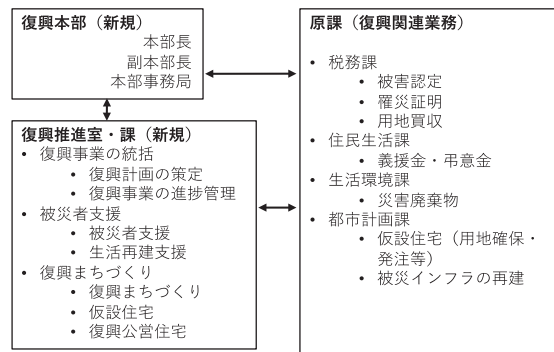 復興本部（新規）
本部長
副本部長
本部事務局
復興推進室・課（新規）
• 復興事業の統括
• 復興計画の策定
• 復興事業の進捗管理
• 被災者支援
• 被災者支援
• 生活再建支援
• 復興まちづくり
• 復興まちづくり
• 仮設住宅
• 復興公営住宅
原課（復興関連業務）
• 税務課
• 被害認定
• 罹災証明
• 用地買収
• 住民生活課
• 義援金・弔意金
• 生活環境課
• 災害廃棄物
• 都市計画課
• 仮設住宅（用地確保・
発注等）
• 被災インフラの再建